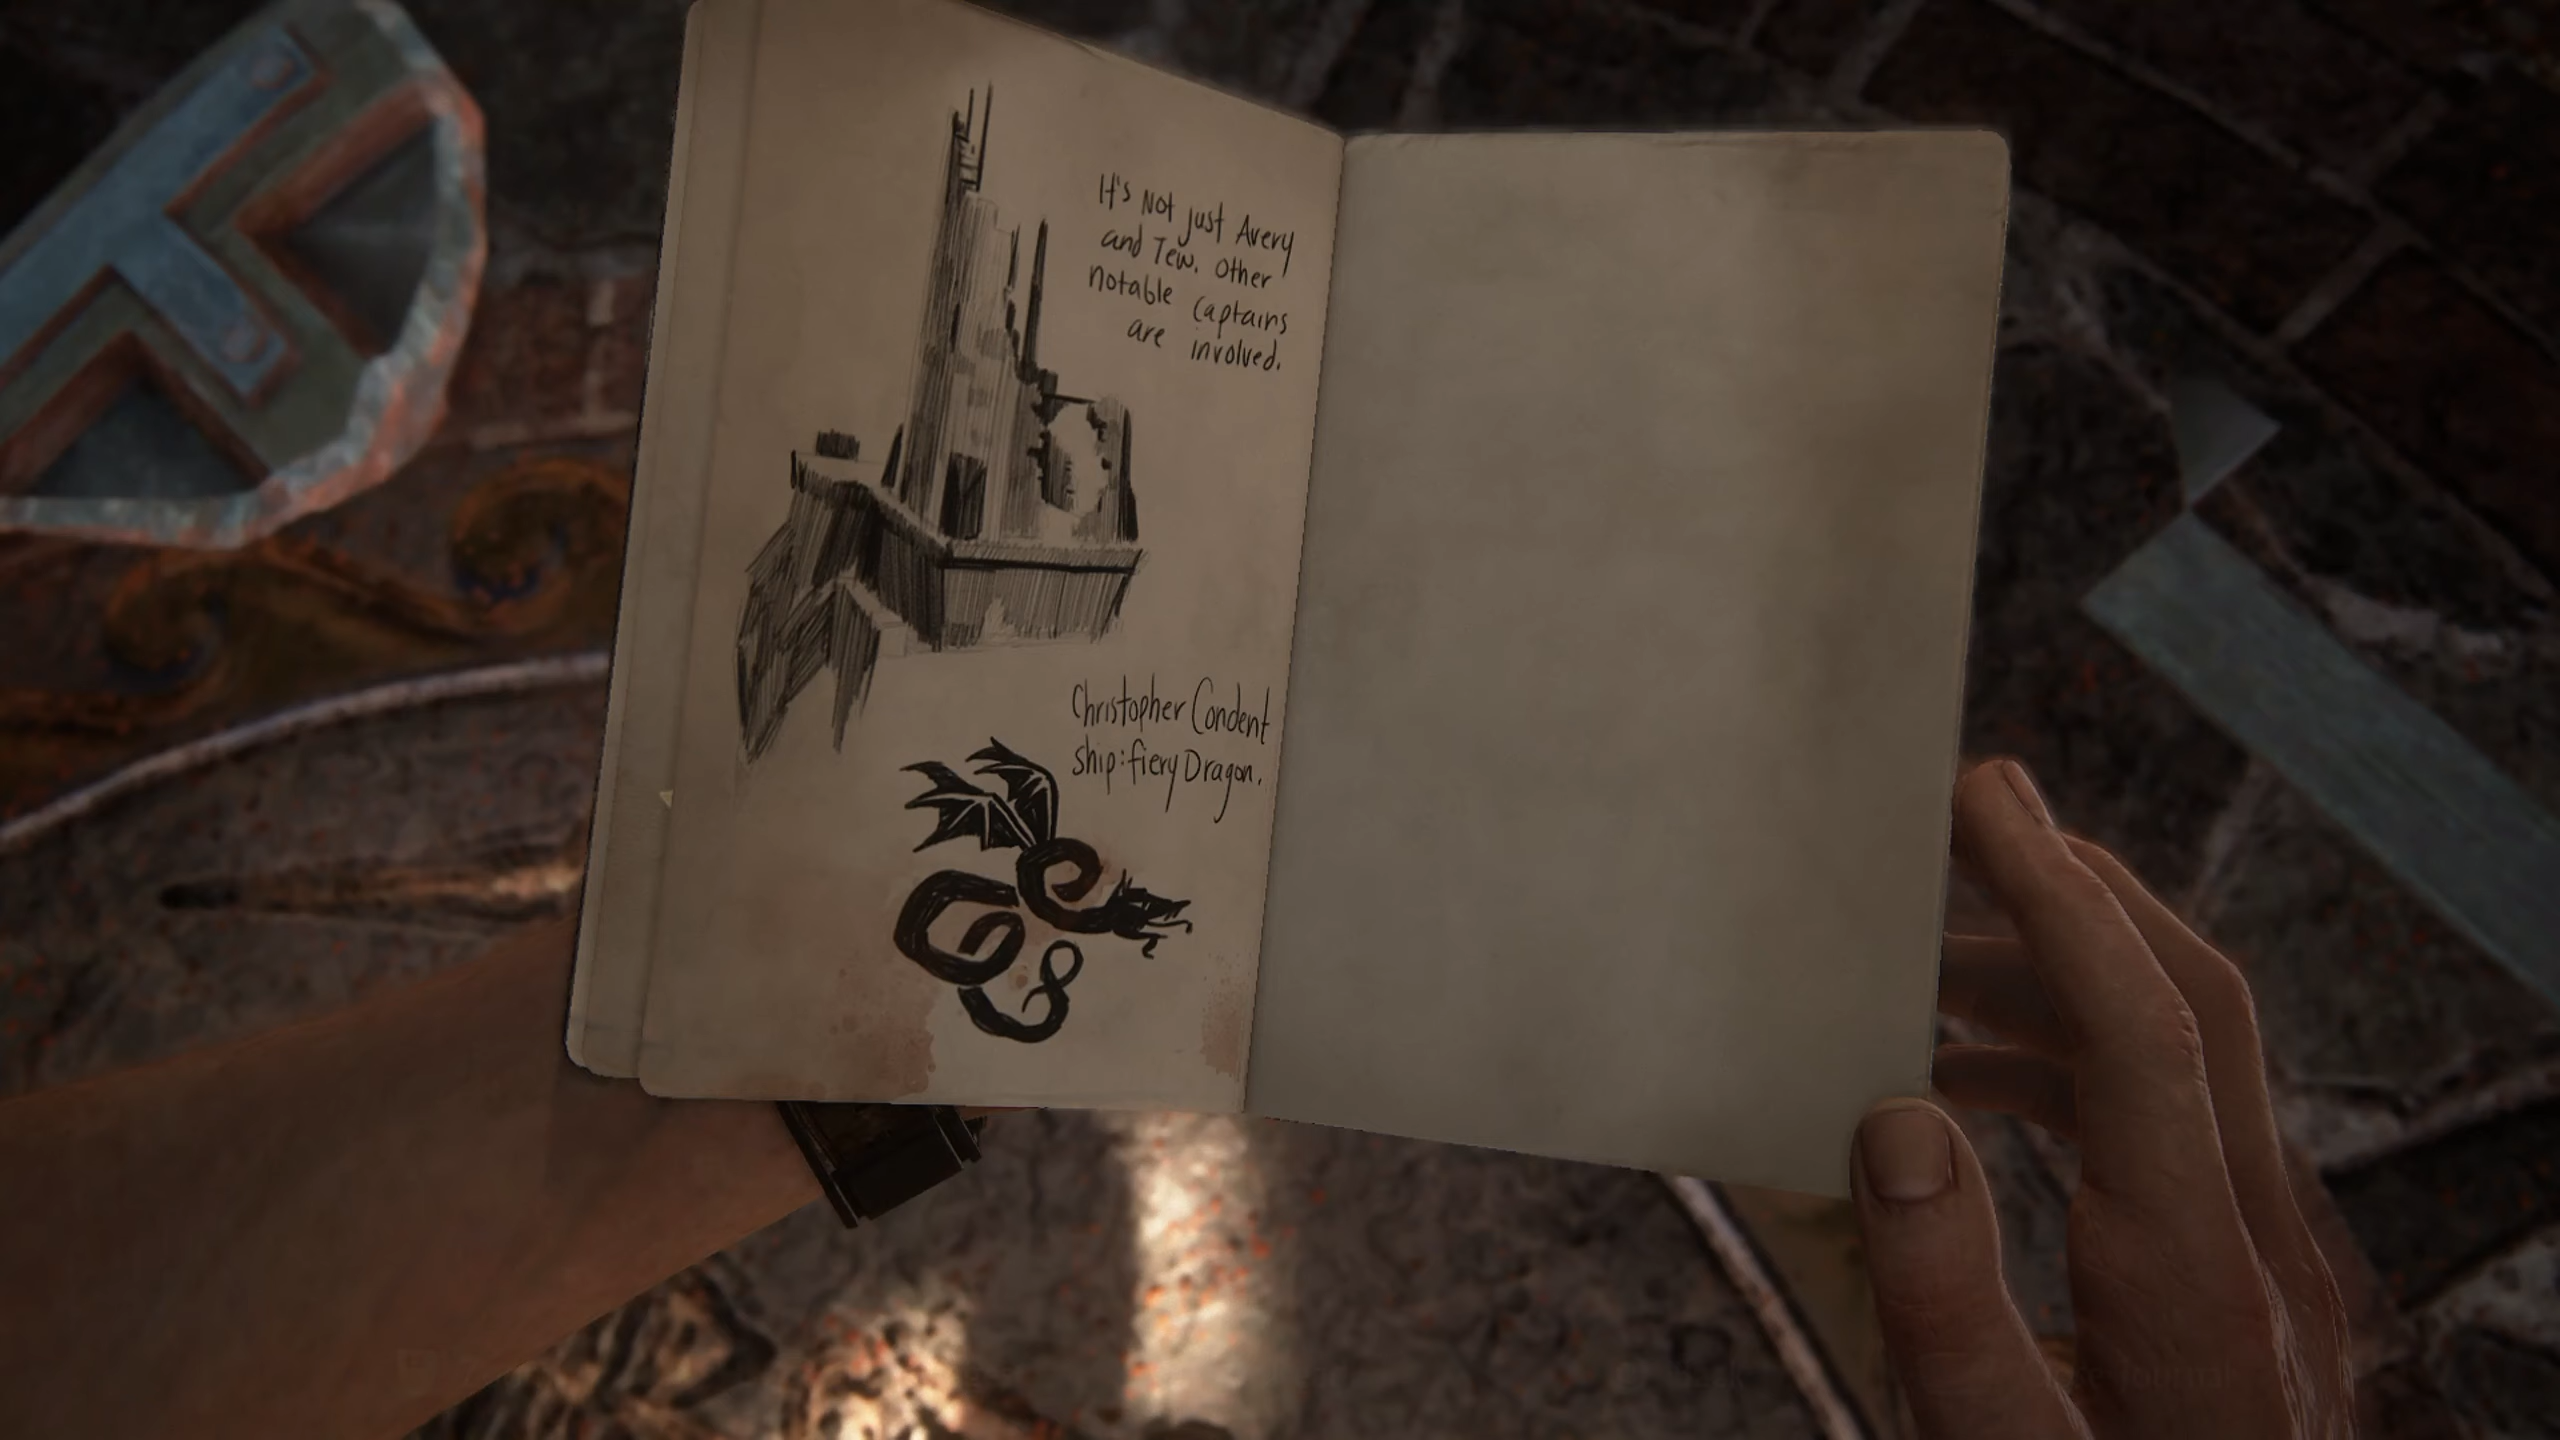 It's Not just Avery
and Tew. Other
Notable Captains
are involved.
Christopher Condent
ship: fiery Dragon.